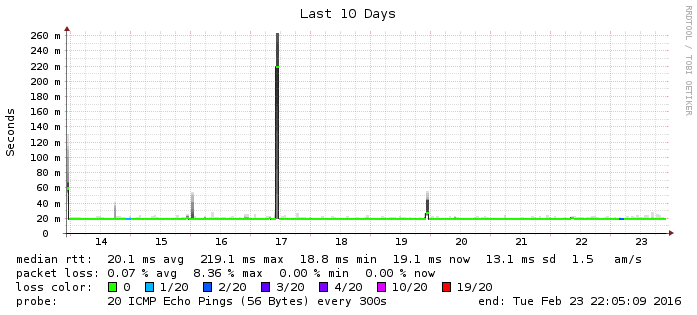 Last 10 Days
RRDTOOL / TOBI OETIKER
Seconds
260 m
240 m
220 m
200 m
180 m
160 m
140 m
120 m
100 m
80 m
60 m
40 m
20 m
0
14 15 16 17 18 19 20 21 22 23
median rtt: 20.1 ms avg 219.1 ms max 18.8 ms min 19.1 ms now 13.1 ms sd 1.5 am/s
packet loss: 0.07 % avg 8.36 % max 0.00 % min 0.00 % now
loss color: 0 1/20 2/20 3/20 4/20 10/20 19/20
probe: 20 ICMP Echo Pings (56 Bytes) every 300s end: Tue Feb 23 22:05:09 2016